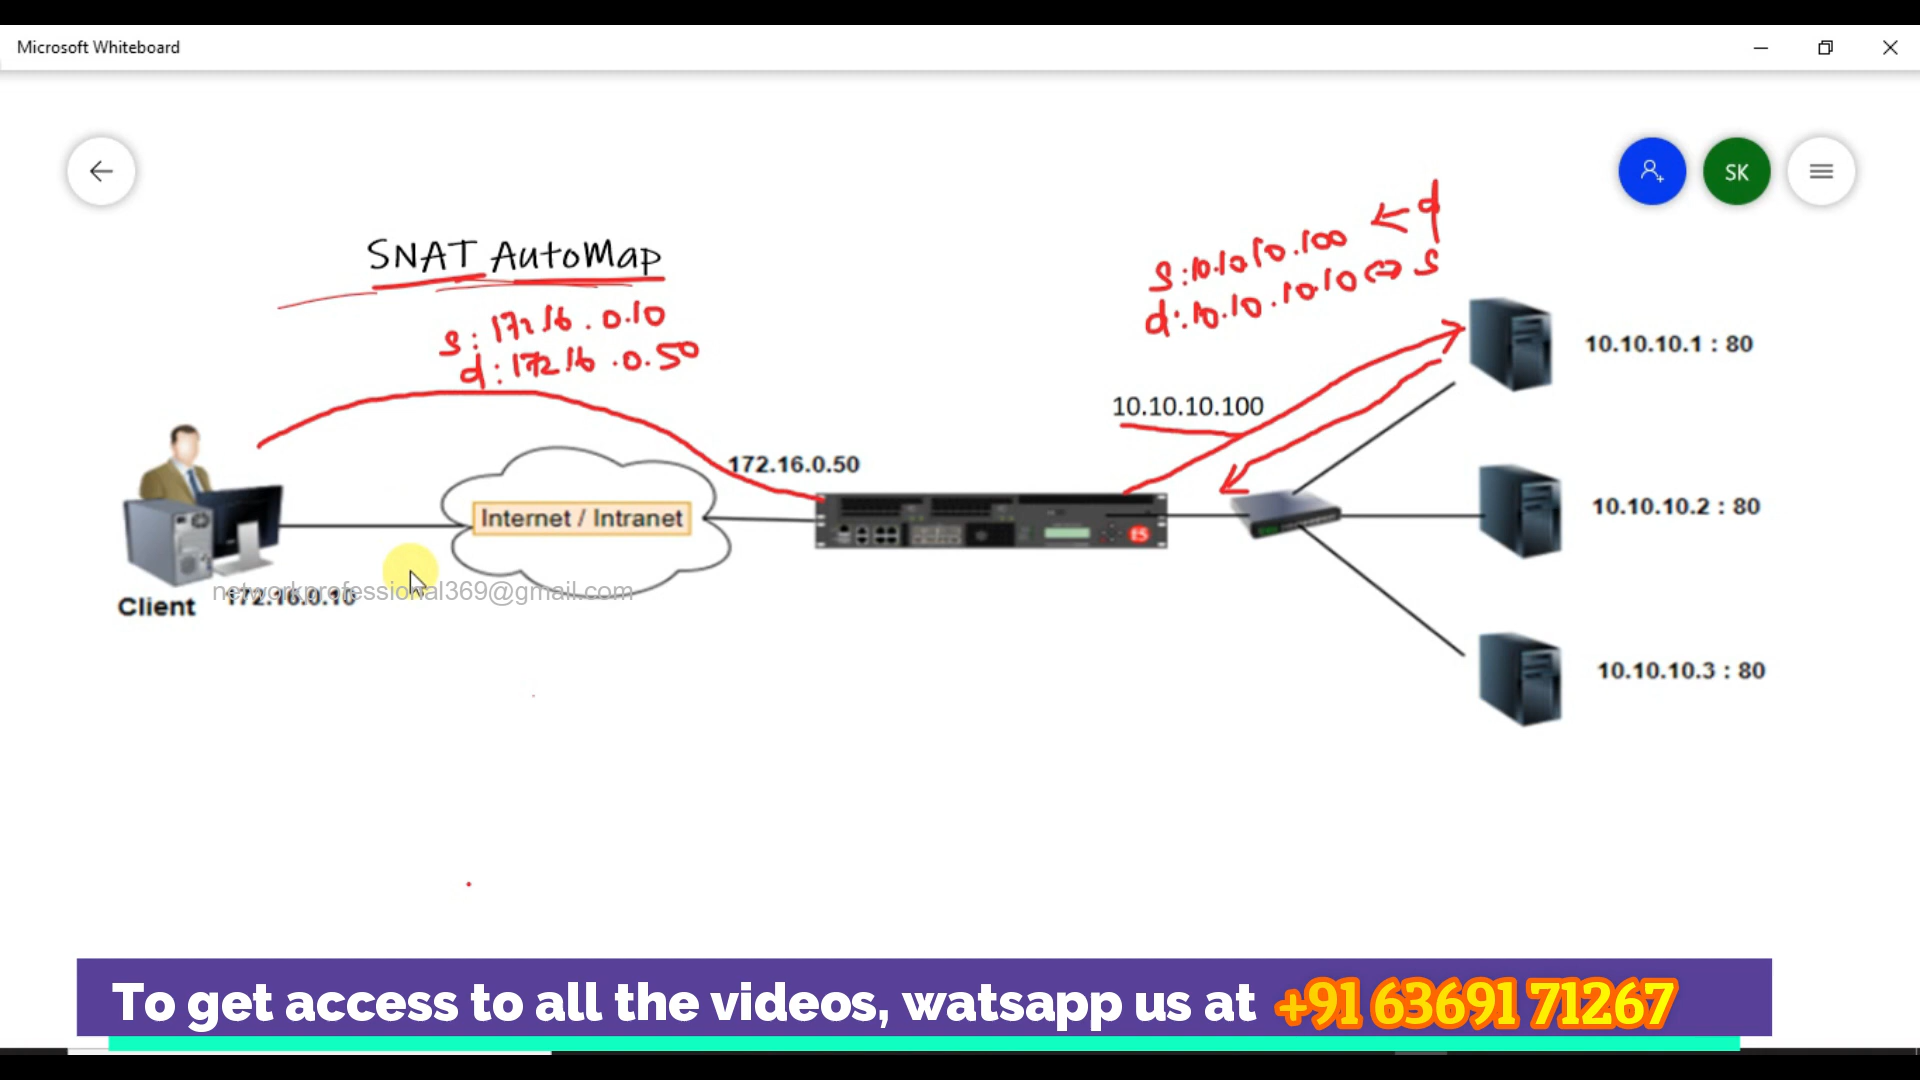 Microsoft Whiteboard
SK
SNAT AutoMap
s: 172.16.0.10
d: 172.16.0.50
s: 10.10.10.100 ← d
d: 10.10.10.10 ↔ s
10.10.10.1 : 80
10.10.10.100
172.16.0.50
10.10.10.2 : 80
Internet / Intranet
networkprofessional369@gmail.com
Client
172.16.0.10
10.10.10.3 : 80
To get access to all the videos, watsapp us at +91 63691 71267